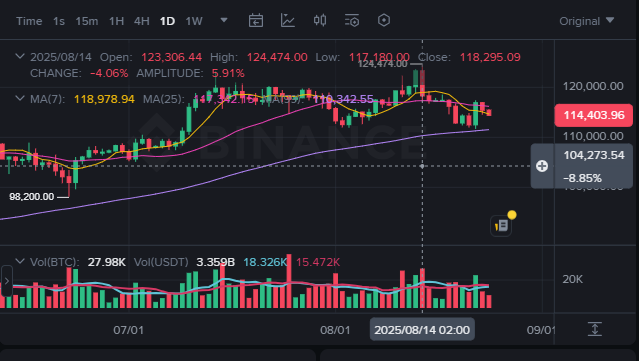 Time 1s 15m 1H 4H 1D 1W Original
2025/08/14 Open: 123,306.44 High: 124,474.00 Low: 117,180.00 Close: 118,295.09
CHANGE: -4.06% AMPLITUDE: 5.91%
124,474.00
120,000.00
MA(7): 118,978.94 MA(25): MA(99): 110,342.55
114,403.96
110,000.00
BINANCE
104,273.54
-8.85%
98,200.00
Vol(BTC): 27.98K Vol(USDT) 3.359B 18.326K 15.472K
20K
07/01 08/01 2025/08/14 02:00 09/01